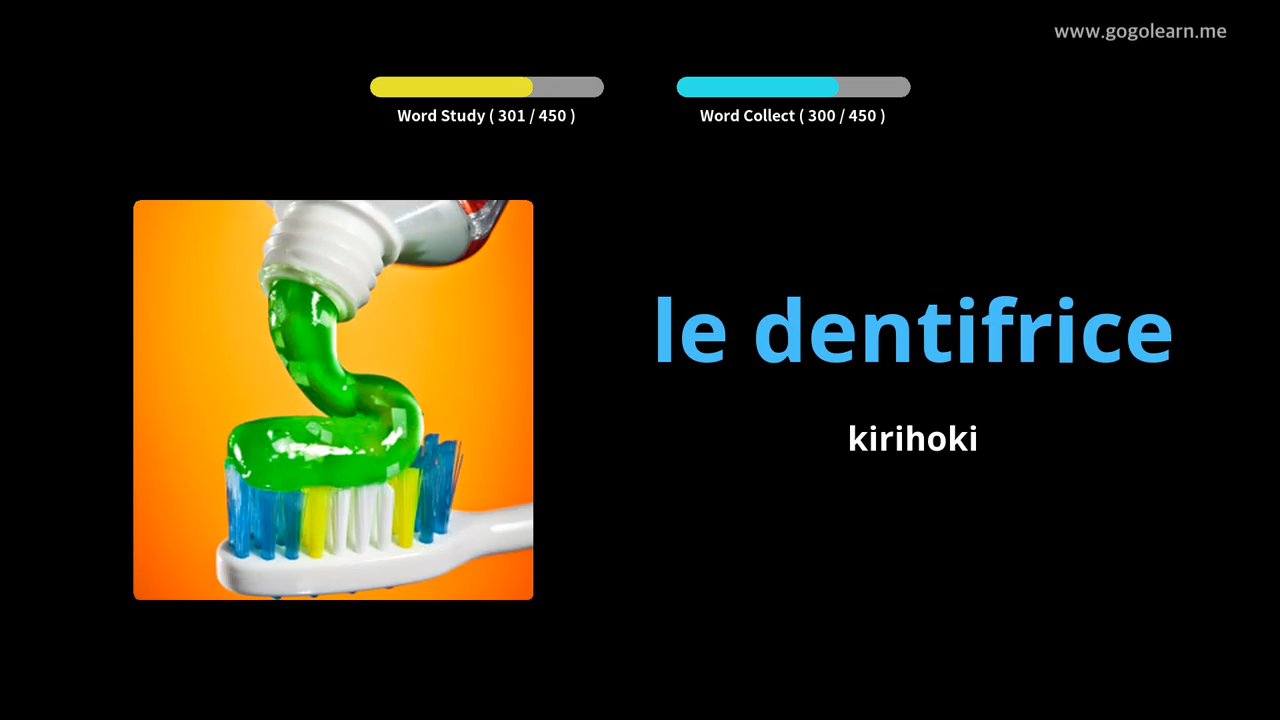 www.gogolearn.me
Word Study ( 301 / 450 )
Word Collect ( 300 / 450 )
le dentifrice
kirihoki